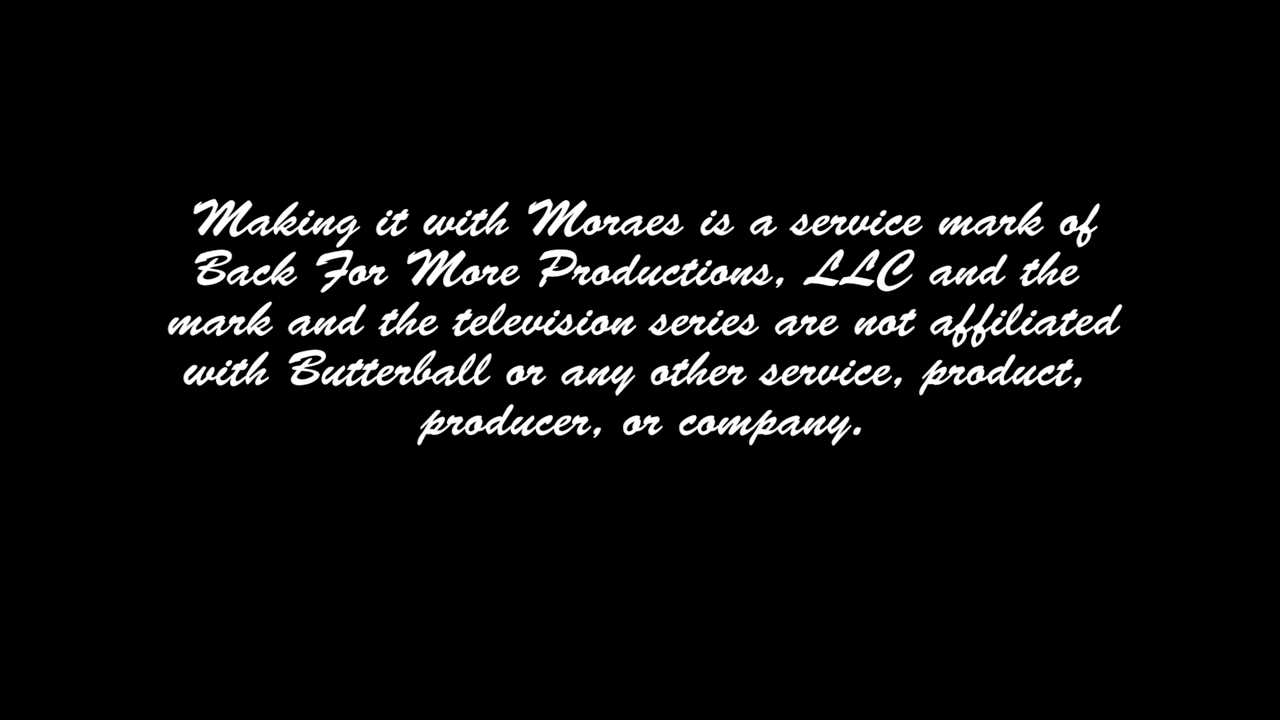 Making it with Moraes is a service mark of
Back For More Productions, LLC and the
mark and the television series are not affiliated
with Butterball or any other service, product,
producer, or company.